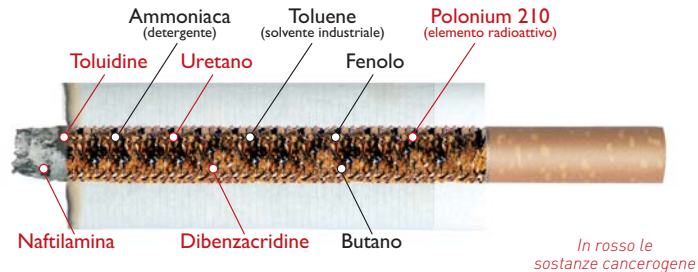 Ammoniaca
(detergente)
Toluene
(solvente industriale)
Polonium 210
(elemento radioattivo)
Toluidine
Uretano
Fenolo
Naftilamina
Dibenzacridine
Butano
In rosso le
sostanze cancerogene